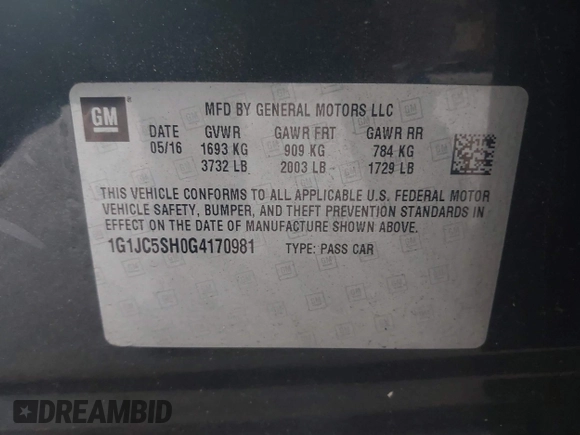 GM
MFD BY GENERAL MOTORS LLC
DATE GVWR GAWR FRT GAWR RR
05/16 1693 KG 909 KG 784 KG
3732 LB 2003 LB 1729 LB
THIS VEHICLE CONFORMS TO ALL APPLICABLE U.S. FEDERAL MOTOR
VEHICLE SAFETY, BUMPER, AND THEFT PREVENTION STANDARDS IN
EFFECT ON THE DATE OF MANUFACTURE SHOWN ABOVE.
1G1JC5SH0G4170981 TYPE: PASS CAR
DREAMBID